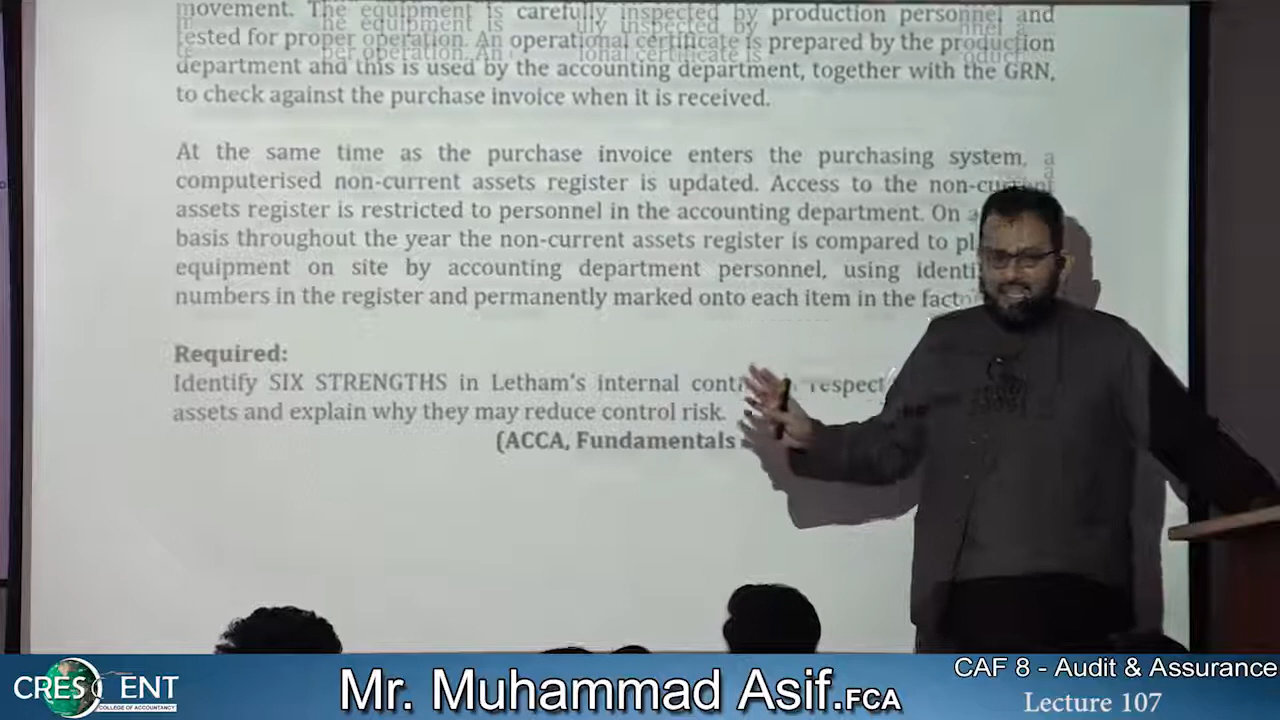 movement. The equipment is carefully inspected by production personnel and
tested for proper operation. An operational certificate is prepared by the production
department and this is used by the accounting department, together with the GRN,
to check against the purchase invoice when it is received.
At the same time as the purchase invoice enters the purchasing system, a
computerised non-current assets register is updated. Access to the non-current
assets register is restricted to personnel in the accounting department. On a
basis throughout the year the non-current assets register is compared to
equipment on site by accounting department personnel, using
numbers in the register and permanently marked onto each item in the
Required:
Identify SIX STRENGTHS in Letham's internal respect
assets and explain why they may reduce control risk.
(ACCA, Fundamentals
CRESCENT
COLLEGE OF ACCOUNTANCY
Mr. Muhammad Asif.FCA
CAF 8 - Audit & Assurance
Lecture 107